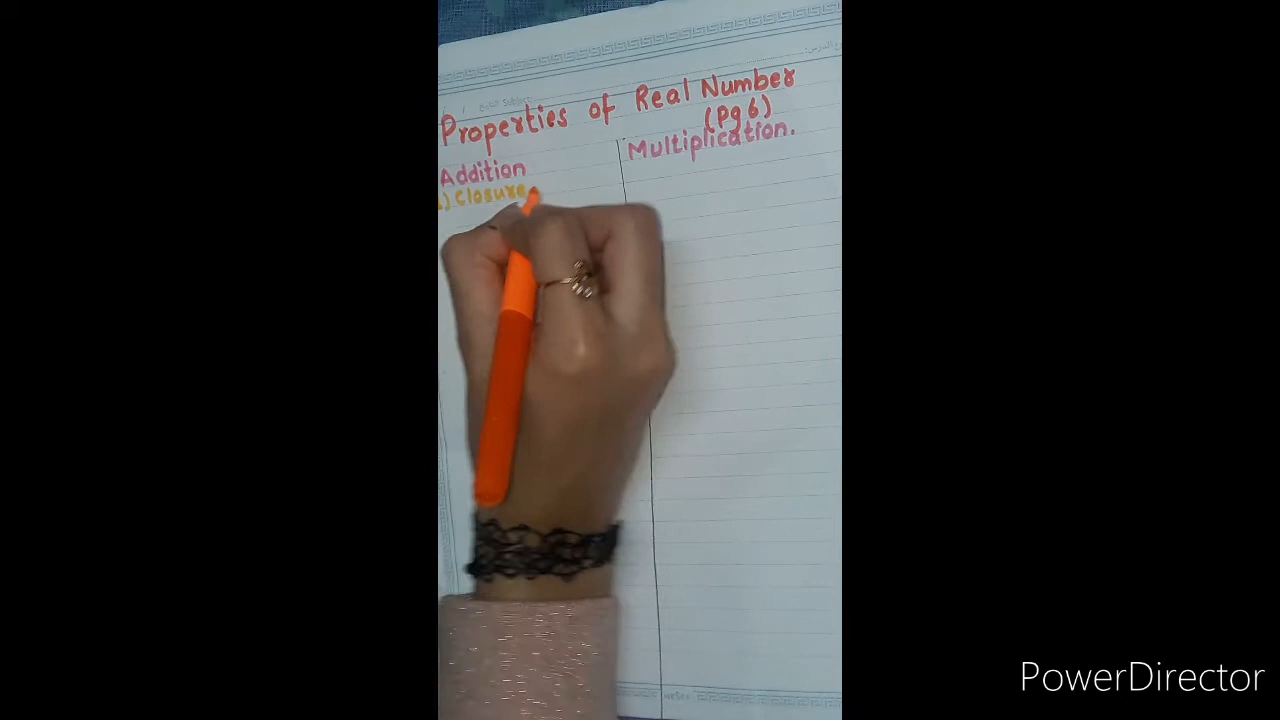 Properties of Real Number
(Pg 6)
Addition
Multiplication.
Closure
PowerDirector